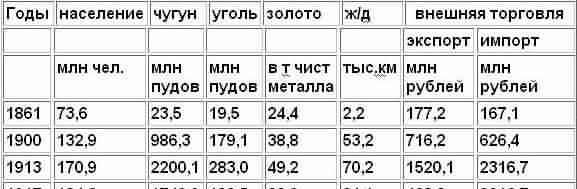 Годы население чугун уголь золото ж/д внешняя торговля
экспорт импорт
млн чел. млн пудов млн пудов в т чист металла тыс.км млн рублей млн рублей
1861 73,6 23,5 19,5 24,4 2,2 177,2 167,1
1900 132,9 986,3 179,1 38,8 53,2 716,2 626,4
1913 170,9 2200,1 283,0 49,2 70,2 1520,1 2316,7